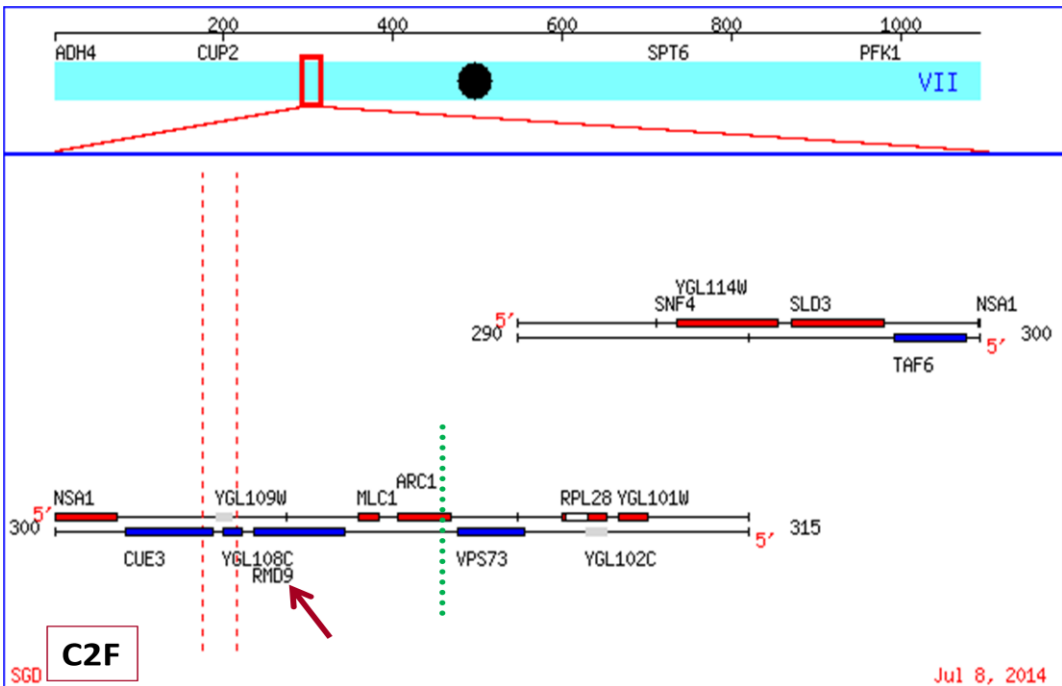 200 400 600 800 1000
ADH4 CUP2 SPT6 PFK1
VII
YGL114W
SNF4 SLD3 NSA1
5′
290 300
5′
TAF6
ARC1
NSA1 YGL109W MLC1 RPL28 YGL101W
5′
300 315
5′
CUE3 YGL108C VPS73 YGL102C
RMD9
C2F
SGD Jul 8, 2014